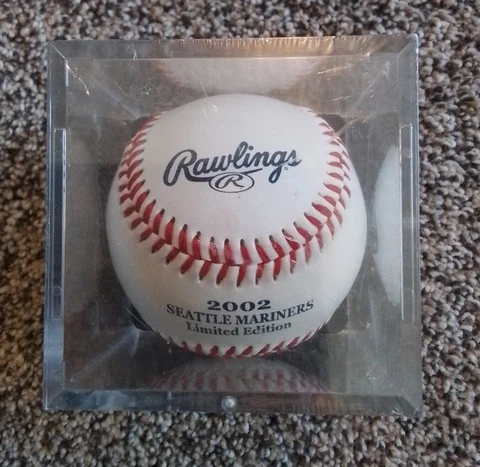 Rawlings
R
2002
SEATTLE MARINERS
Limited Edition